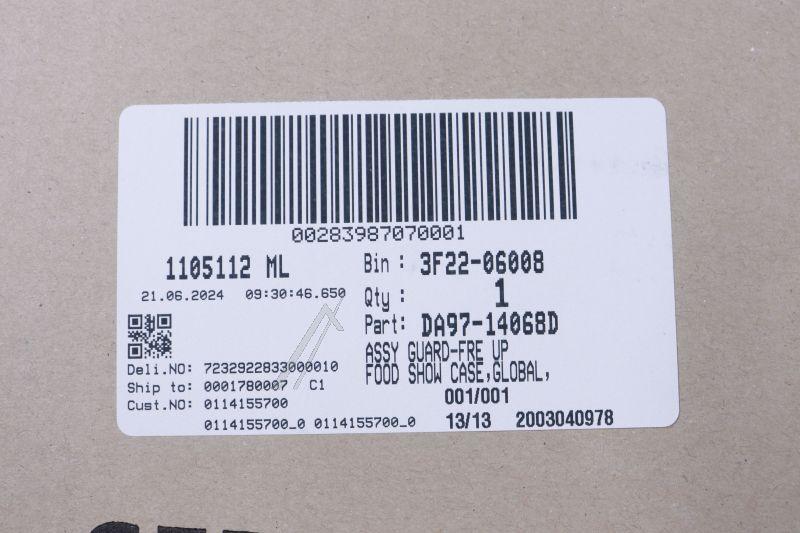 00283987070001
1105112 ML
Bin : 3F22-06008
21.06.2024 09:30:46.650
Qty : 1
Part: DA97-14068D
ASSY GUARD-FRE UP
FOOD SHOW CASE,GLOBAL,
Deli.NO: 7232922833000010
Ship to: 0001780007 C1
001/001
Cust.NO: 0114155700
0114155700_0 0114155700_0
13/13 2003040978